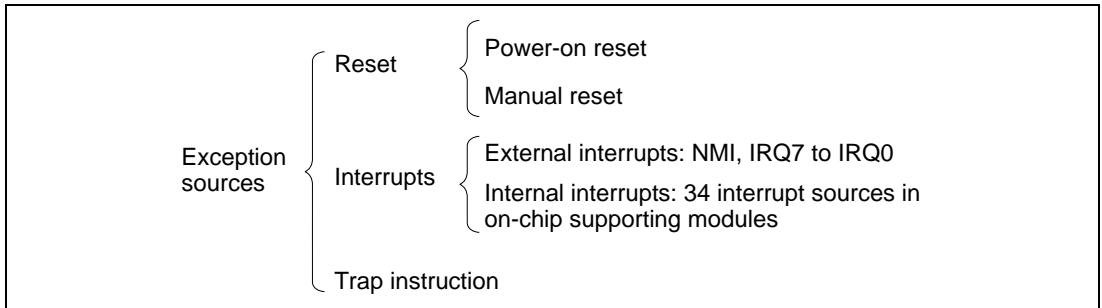 Reset
Power-on reset
Manual reset
Exception
sources
Interrupts
External interrupts: NMI, IRQ7 to IRQ0
Internal interrupts: 34 interrupt sources in
on-chip supporting modules
Trap instruction